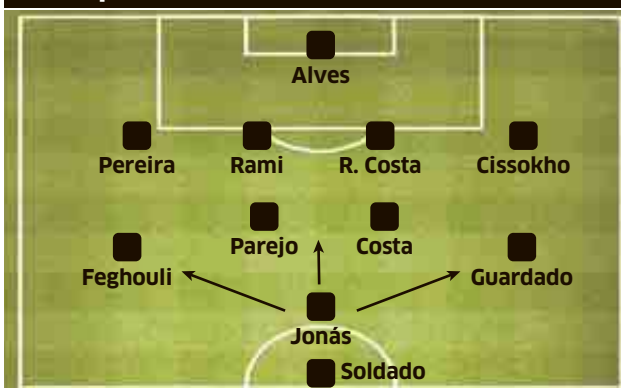 Alves
Pereira Rami R. Costa Cissokho
Parejo Costa
Feghouli Guardado
Jonás
Soldado